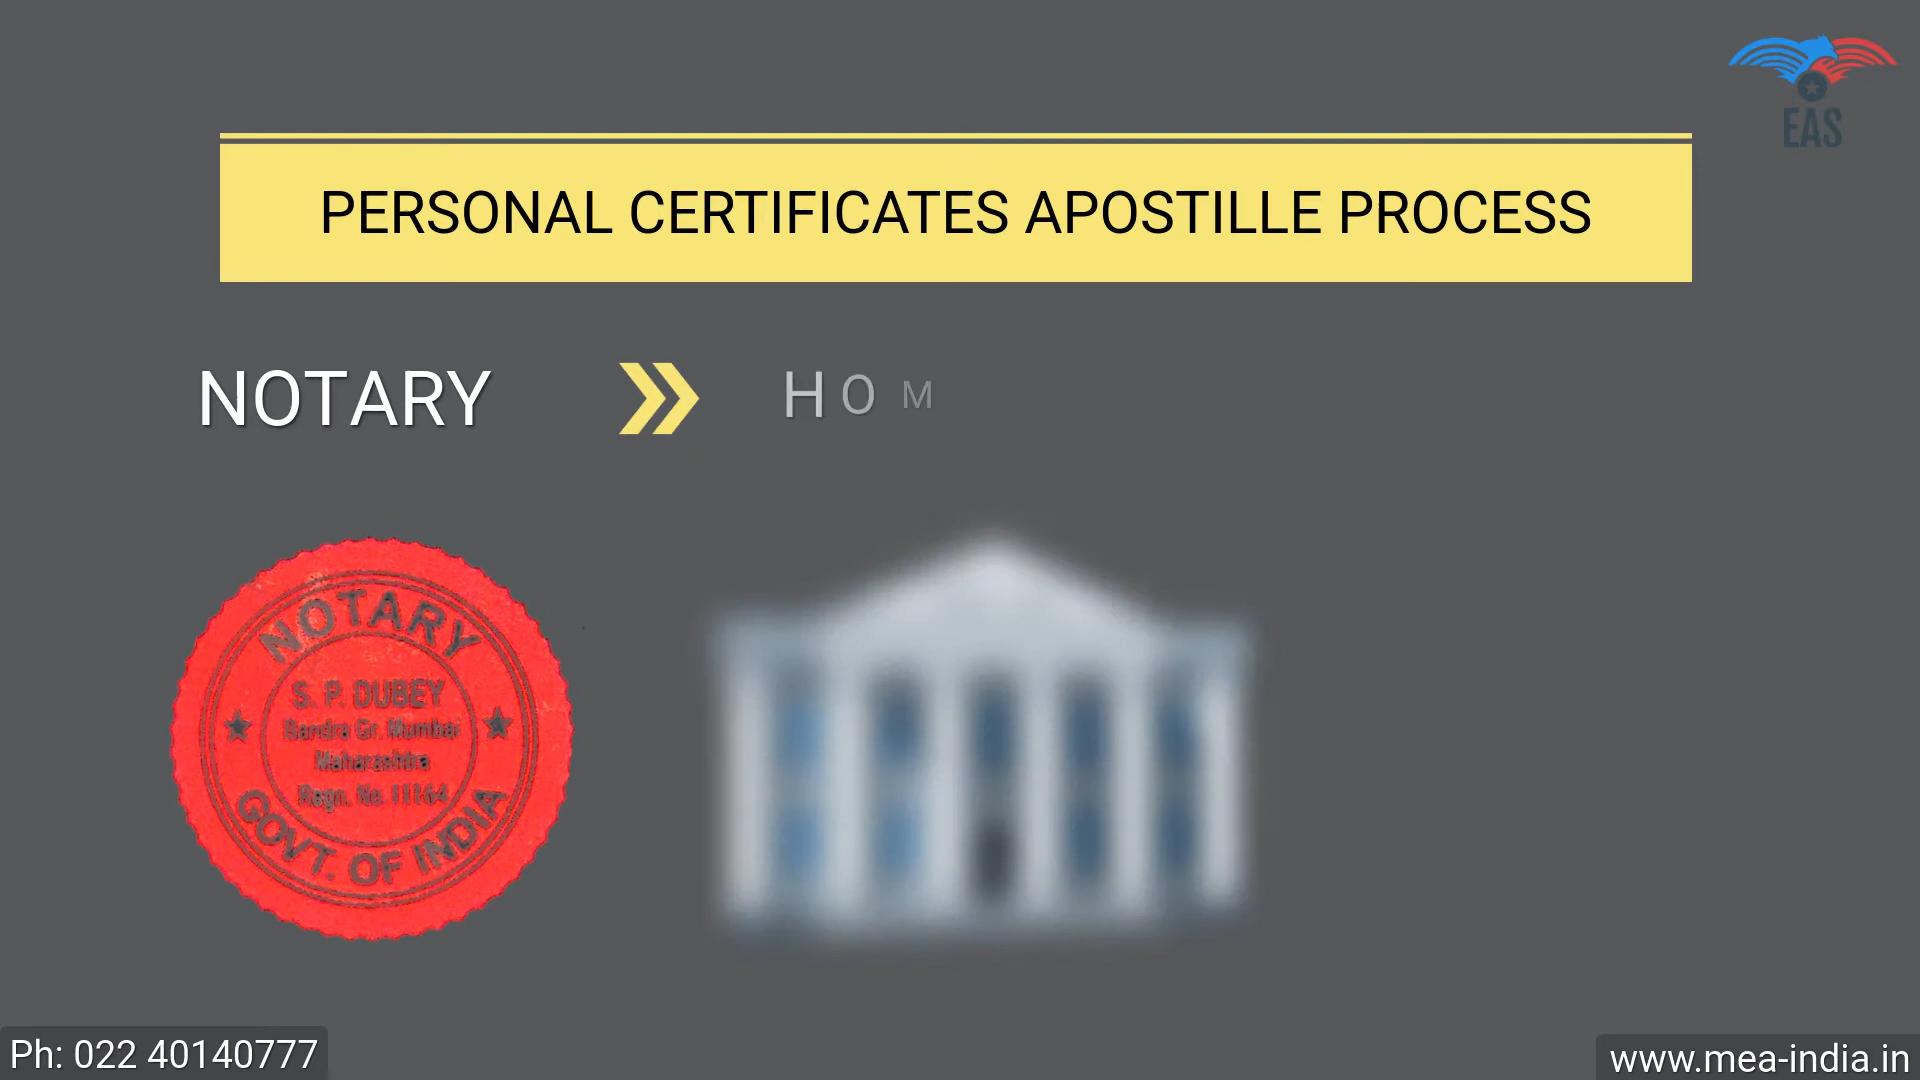 EAS
PERSONAL CERTIFICATES APOSTILLE PROCESS
NOTARY
HOM
NOTARY
S. P. DUBEY
Bandra Gr. Mumbai
Maharashtra
Regn. No. 11164
GOVT. OF INDIA
Ph: 022 40140777
www.mea-india.in